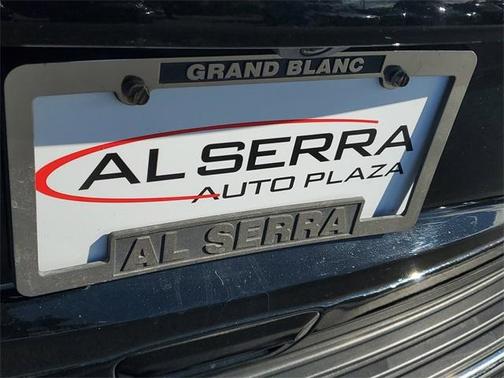 GRAND BLANC
AL SERRA
AUTO PLAZA
AL SERRA